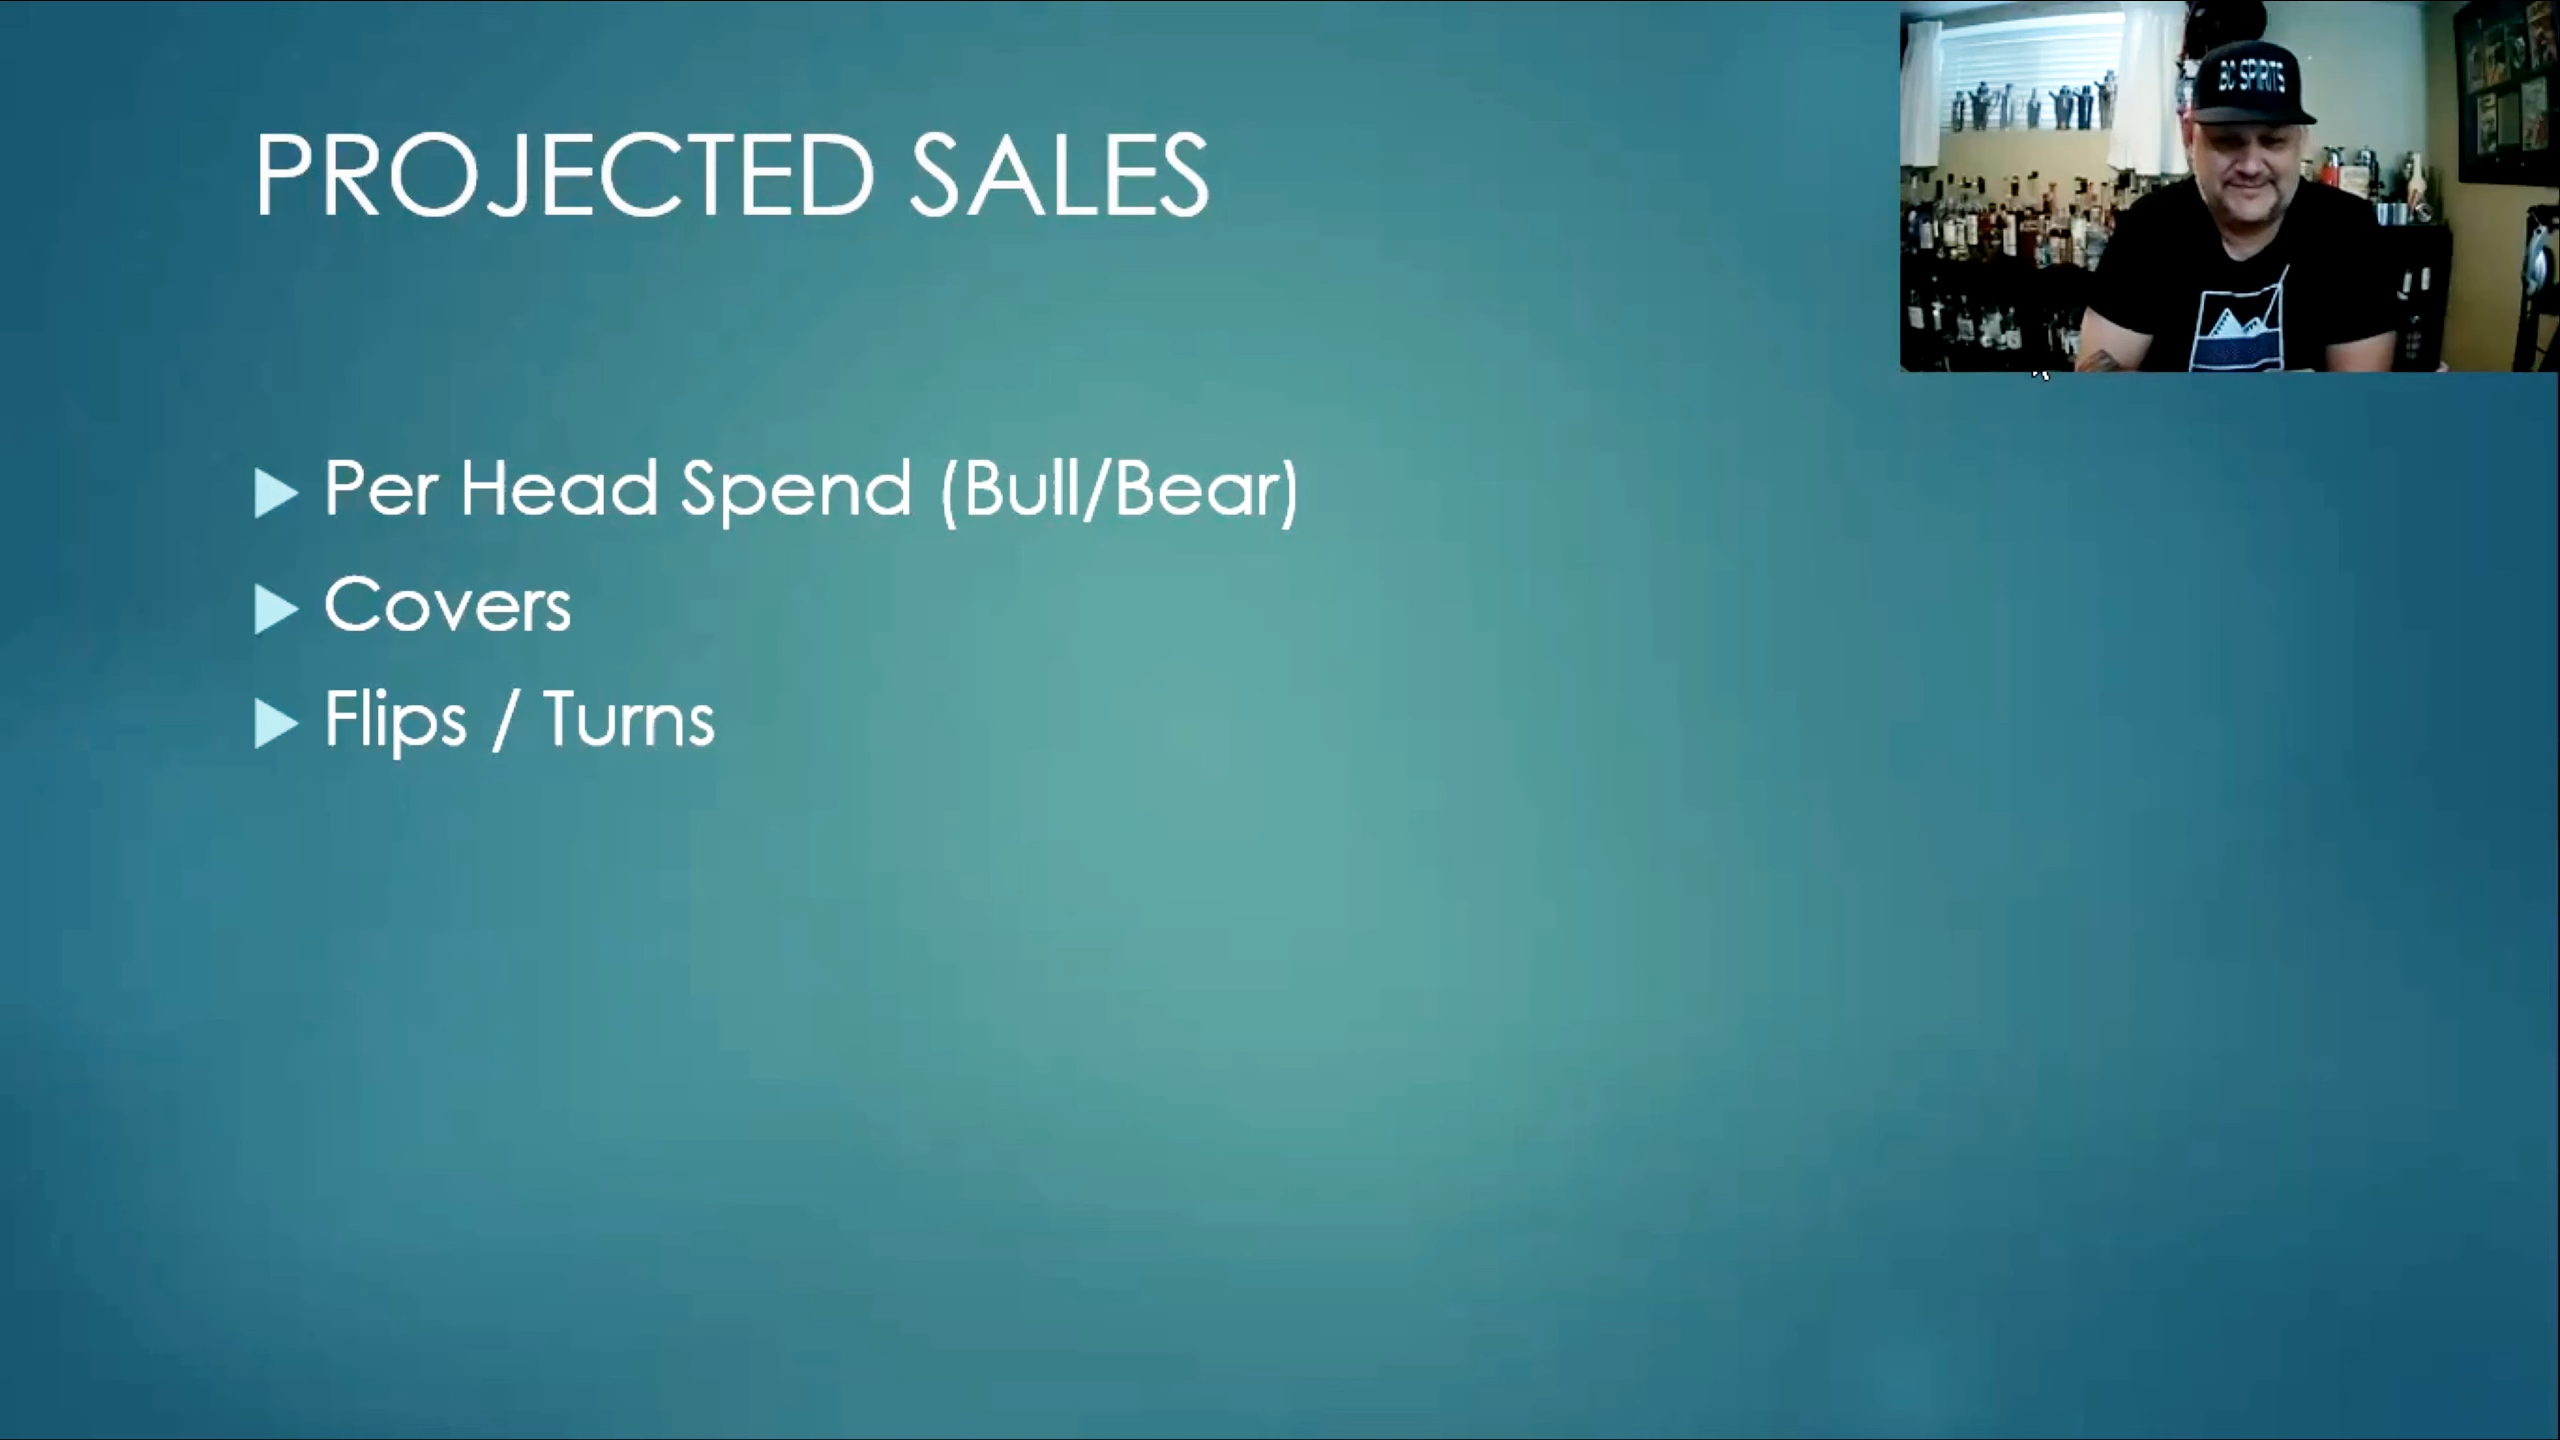 PROJECTED SALES
BC SPIRITS
Per Head Spend (Bull/Bear)
Covers
Flips / Turns